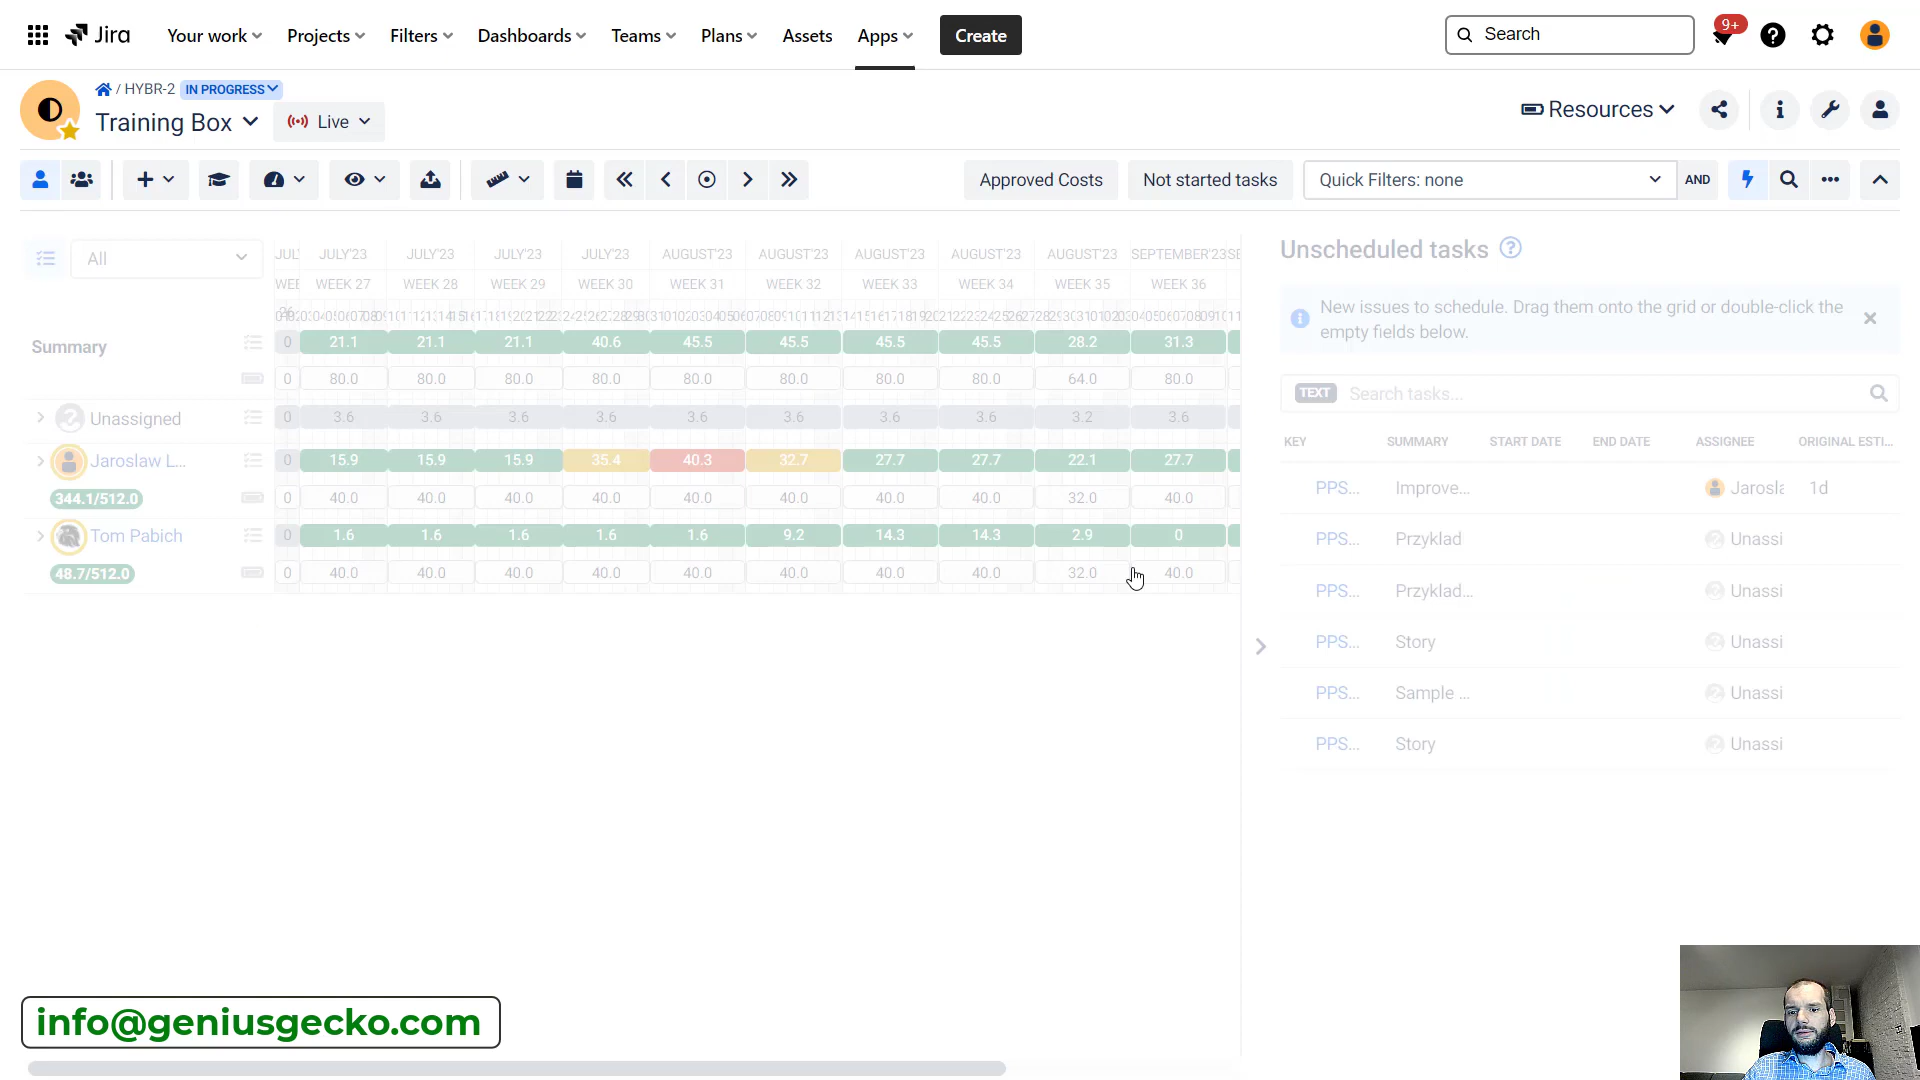 Jira
Your work
Projects
Filters
Dashboards
Teams
Plans
Assets
Apps
Create
Search
9+
/ HYBR-2
IN PROGRESS
Training Box
Live
Resources
Approved Costs
Not started tasks
Quick Filters: none
AND
All
JULY'23 JULY'23 JULY'23 JULY'23 AUGUST'23 AUGUST'23 AUGUST'23 AUGUST'23 AUGUST'23 SEPTEMBER'23
WEEK 27 WEEK 28 WEEK 29 WEEK 30 WEEK 31 WEEK 32 WEEK 33 WEEK 34 WEEK 35 WEEK 36
Summary
0 21.1 21.1 21.1 40.6 45.5 45.5 45.5 45.5 28.2 31.3
0 80.0 80.0 80.0 80.0 80.0 80.0 80.0 80.0 64.0 80.0
Unassigned
0 3.6 3.6 3.6 3.6 3.6 3.6 3.6 3.6 3.2 3.6
Jaroslaw L...
0 15.9 15.9 15.9 35.4 40.3 32.7 27.7 27.7 22.1 27.7
344.1/512.0
0 40.0 40.0 40.0 40.0 40.0 40.0 40.0 40.0 32.0 40.0
Tom Pabich
0 1.6 1.6 1.6 1.6 1.6 9.2 14.3 14.3 2.9 0
48.7/512.0
0 40.0 40.0 40.0 40.0 40.0 40.0 40.0 40.0 32.0 40.0
Unscheduled tasks
New issues to schedule. Drag them onto the grid or double-click the
empty fields below.
TEXT Search tasks...
KEY SUMMARY START DATE END DATE ASSIGNEE ORIGINAL ESTI...
PPS... Improve... Jarosla 1d
PPS... Przyklad Unassi
PPS... Przyklad... Unassi
PPS... Story Unassi
PPS... Sample ... Unassi
PPS... Story Unassi
info@geniusgecko.com